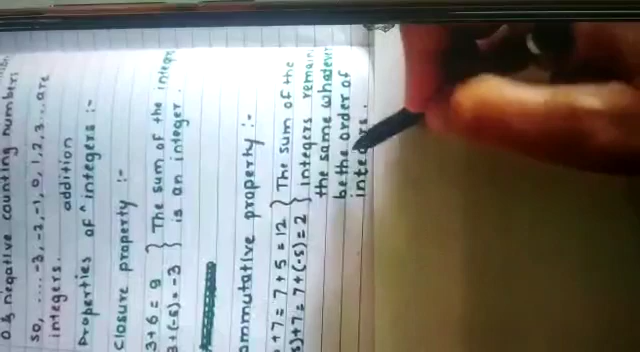 0 & negative counting numbers
so, .... -3, -2, -1, 0, 1, 2, 3 ... are
integers.
addition
Properties of ^ integers :-
Closure property :-
3 + 6 = 9 } The sum of the integ
3 + (-6) = -3 } is an integer.
ommutative property :-
+ 7 = 7 + 5 = 12 } The sum of the
5) + 7 = 7 + (-5) = 2 } integers remain
the same whatever
be the order of
integers.